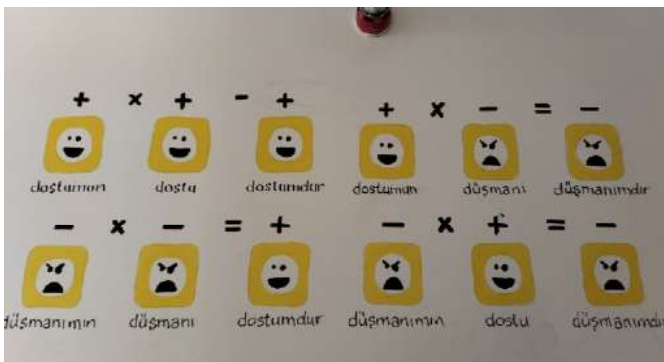 + × + - +
dostumun dostu dostumdur
+ × - = -
dostumun düşmanı düşmanımdır
- × - = +
düşmanımın düşmanı dostumdur
- × + = -
düşmanımın dostu düşmanımdır